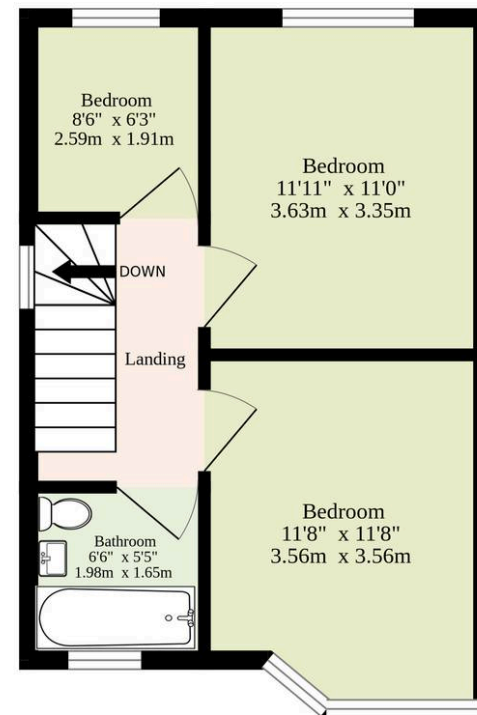 Bedroom
8'6" x 6'3"
2.59m x 1.91m
Bedroom
11'11" x 11'0"
3.63m x 3.35m
DOWN
Landing
Bedroom
11'8" x 11'8"
3.56m x 3.56m
Bathroom
6'6" x 5'5"
1.98m x 1.65m